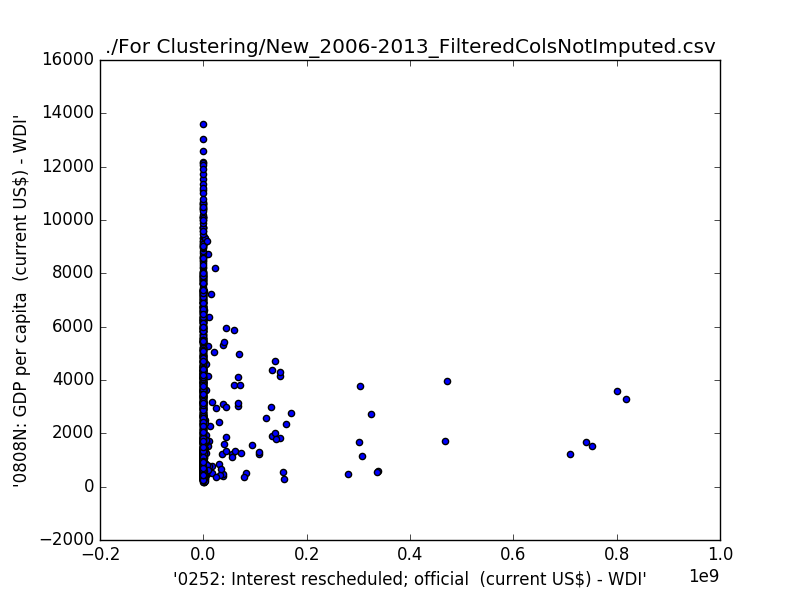 ./For Clustering/New_2006-2013_FilteredColsNotImputed.csv
16000
14000
12000
10000
8000
6000
4000
2000
0
−2000
'0808N: GDP per capita  (current US$) - WDI'
−0.2 0.0 0.2 0.4 0.6 0.8 1.0
1e9
'0252: Interest rescheduled; official  (current US$) - WDI'